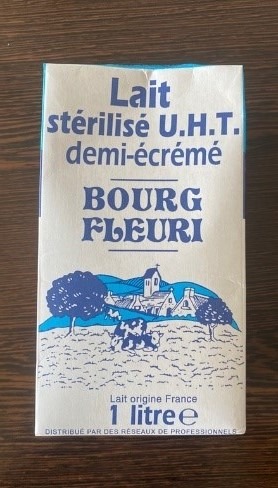 Lait
stérilisé U.H.T.
demi-écrémé
BOURG
FLEURI
Lait origine France
1 litre ℮
DISTRIBUÉ PAR DES RÉSEAUX DE PROFESSIONNELS